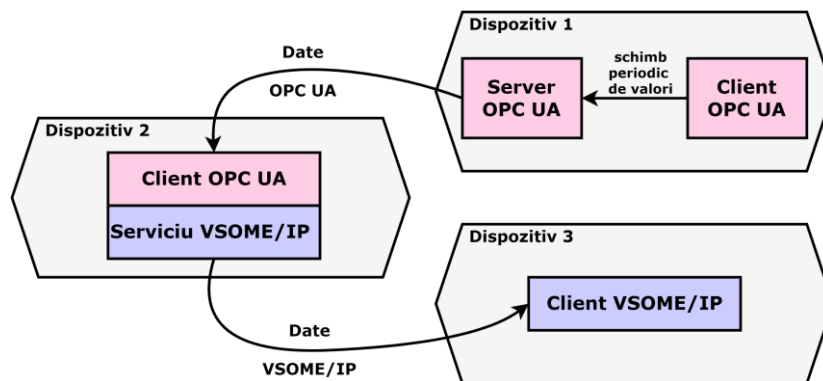 Dispozitiv 1
Date
OPC UA
Server
OPC UA
schimb
periodic
de valori
Client
OPC UA
Dispozitiv 2
Client OPC UA
Serviciu VSOME/IP
Dispozitiv 3
Client VSOME/IP
Date
VSOME/IP